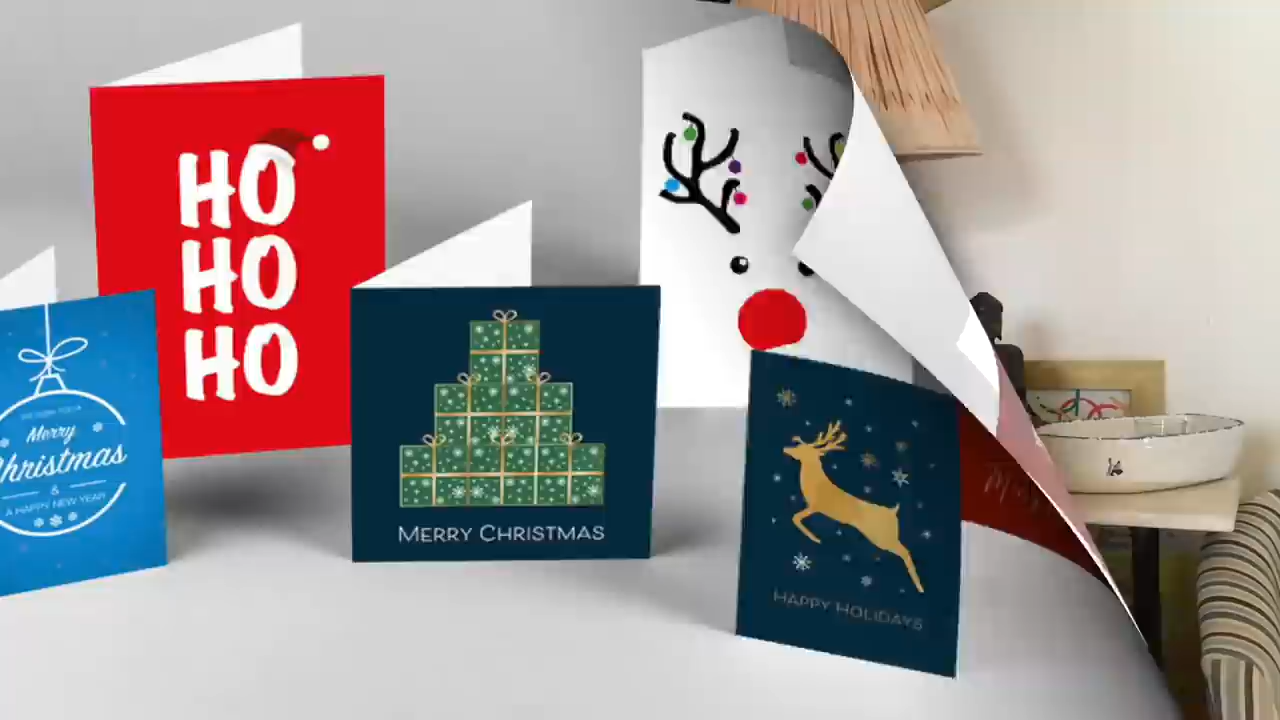 HO
HO
HO
Merry
Christmas
&
A HAPPY NEW YEAR
MERRY CHRISTMAS
HAPPY HOLIDAYS